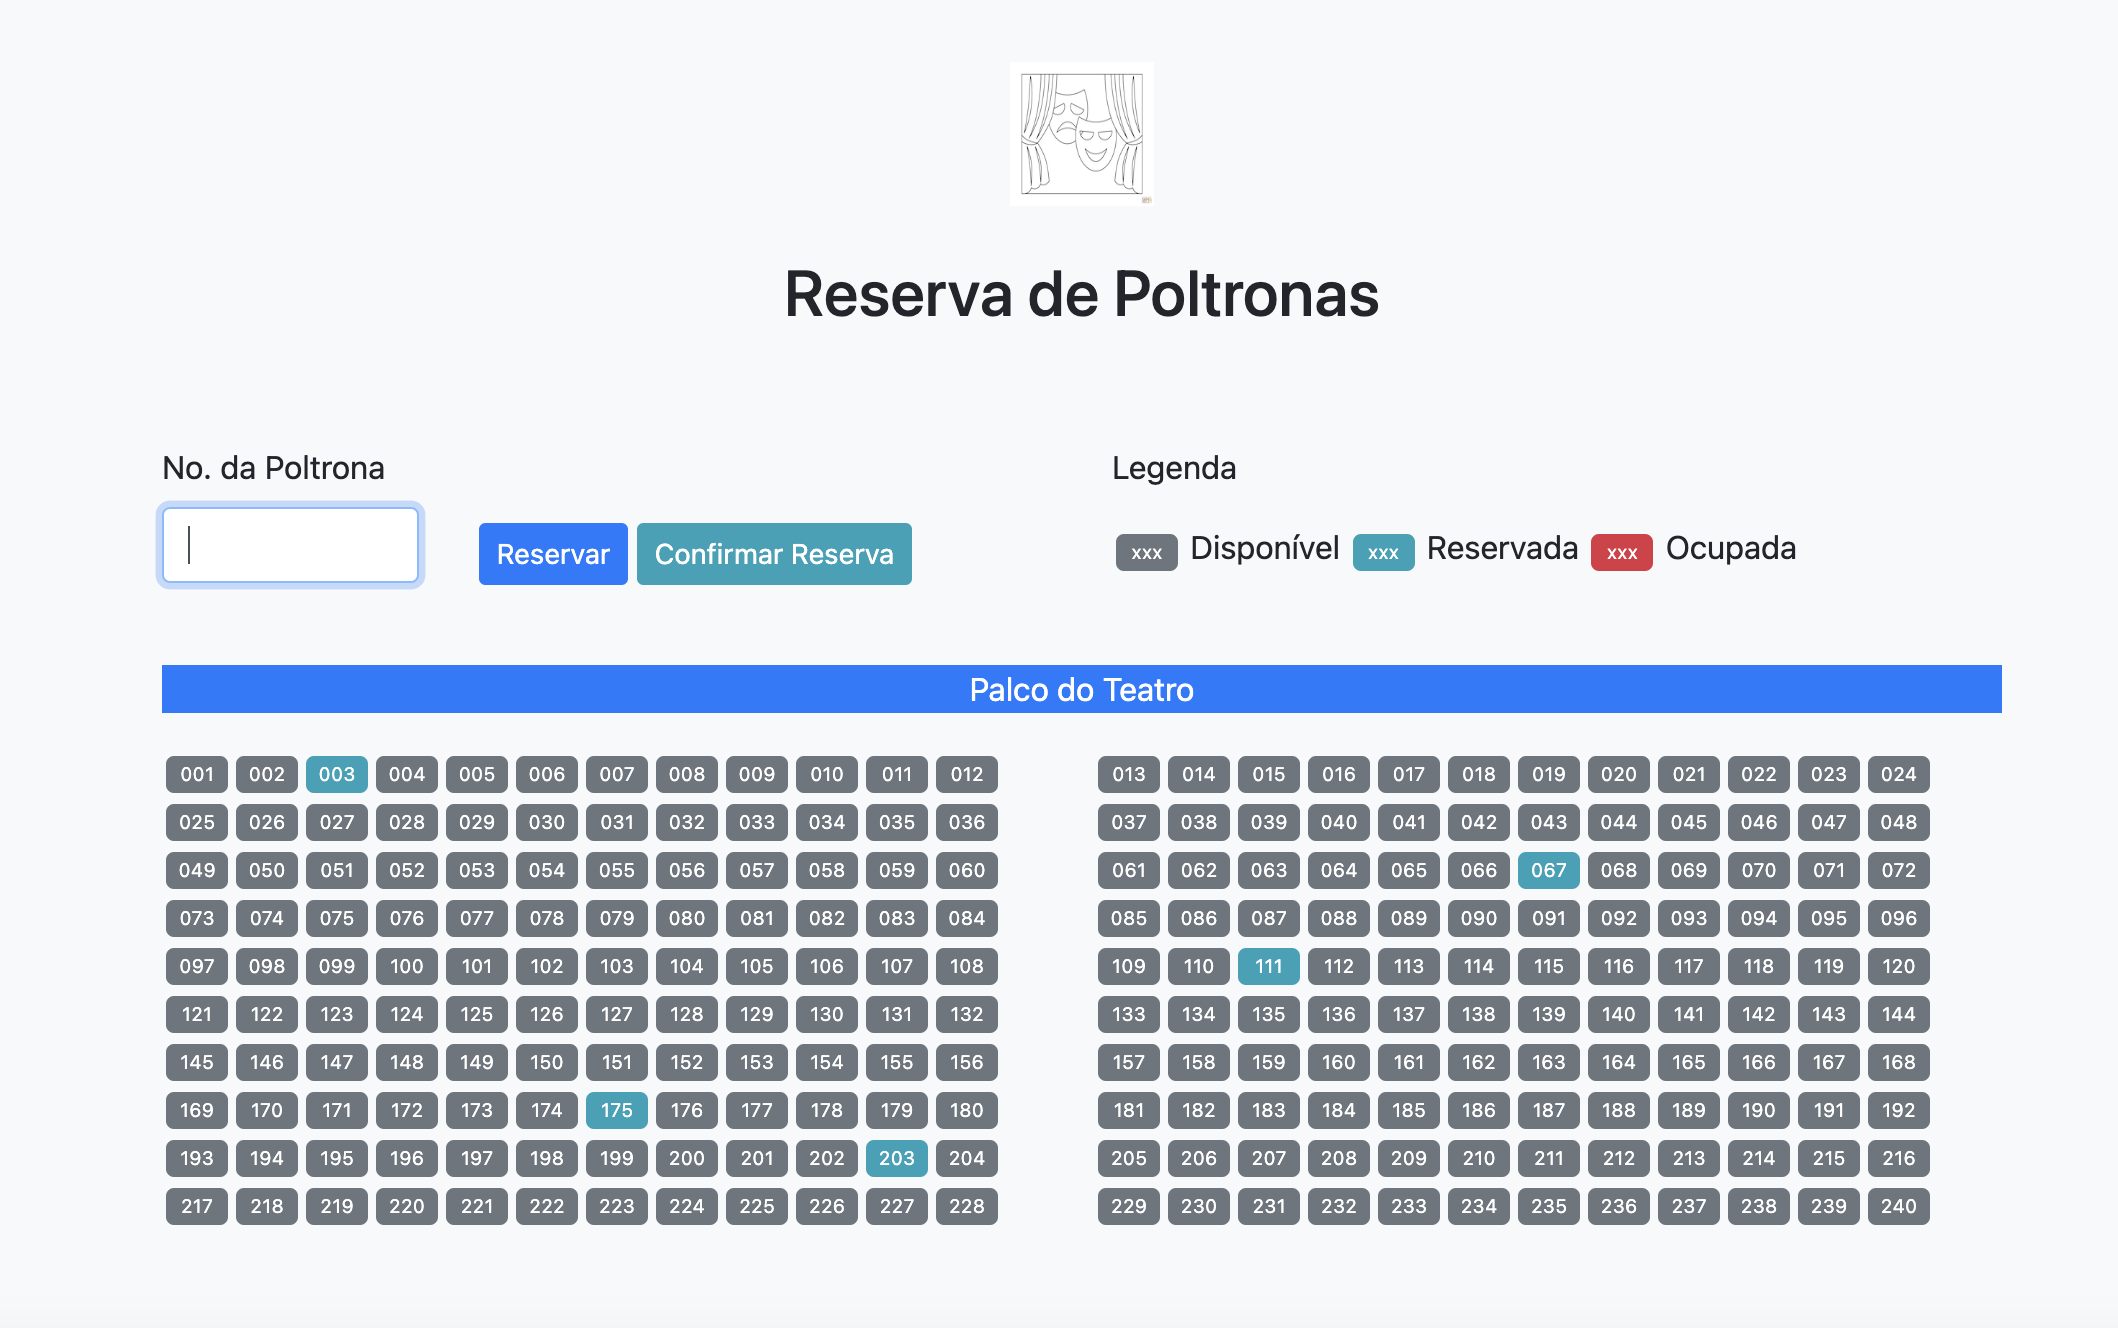 Reserva de Poltronas
No. da Poltrona
Reservar Confirmar Reserva
Legenda
xxx Disponível xxx Reservada xxx Ocupada
Palco do Teatro
001 002 003 004 005 006 007 008 009 010 011 012 013 014 015 016 017 018 019 020 021 022 023 024
025 026 027 028 029 030 031 032 033 034 035 036 037 038 039 040 041 042 043 044 045 046 047 048
049 050 051 052 053 054 055 056 057 058 059 060 061 062 063 064 065 066 067 068 069 070 071 072
073 074 075 076 077 078 079 080 081 082 083 084 085 086 087 088 089 090 091 092 093 094 095 096
097 098 099 100 101 102 103 104 105 106 107 108 109 110 111 112 113 114 115 116 117 118 119 120
121 122 123 124 125 126 127 128 129 130 131 132 133 134 135 136 137 138 139 140 141 142 143 144
145 146 147 148 149 150 151 152 153 154 155 156 157 158 159 160 161 162 163 164 165 166 167 168
169 170 171 172 173 174 175 176 177 178 179 180 181 182 183 184 185 186 187 188 189 190 191 192
193 194 195 196 197 198 199 200 201 202 203 204 205 206 207 208 209 210 211 212 213 214 215 216
217 218 219 220 221 222 223 224 225 226 227 228 229 230 231 232 233 234 235 236 237 238 239 240